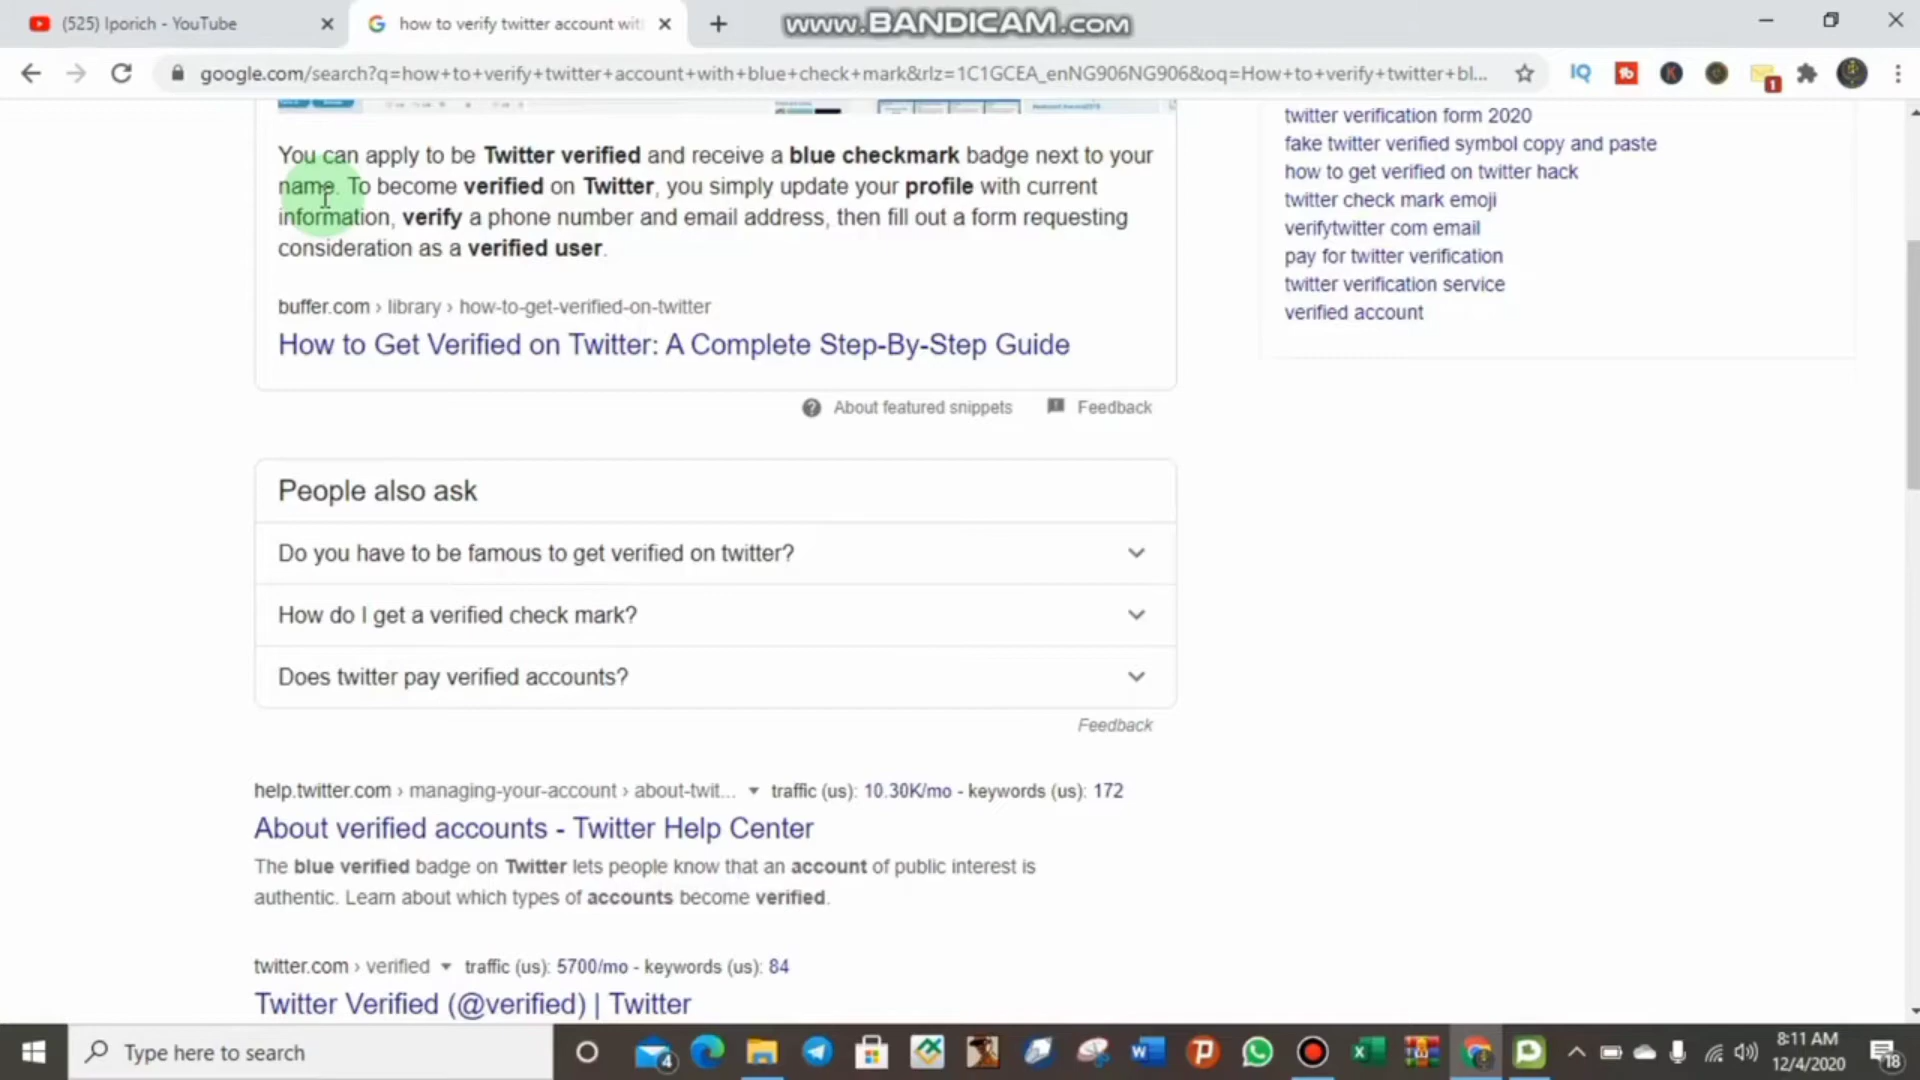 (525) Iporich - YouTube
how to verify twitter account wit
www.BANDICAM.com
google.com/search?q=how+to+verify+twitter+account+with+blue+check+mark&rlz=1C1GCEA_enNG906NG906&oq=How+to+verify+twitter+bl...
1
You can apply to be Twitter verified and receive a blue checkmark badge next to your
name. To become verified on Twitter, you simply update your profile with current
information, verify a phone number and email address, then fill out a form requesting
consideration as a verified user.
buffer.com › library › how-to-get-verified-on-twitter
How to Get Verified on Twitter: A Complete Step-By-Step Guide
About featured snippets
Feedback
twitter verification form 2020
fake twitter verified symbol copy and paste
how to get verified on twitter hack
twitter check mark emoji
verifytwitter com email
pay for twitter verification
twitter verification service
verified account
People also ask
Do you have to be famous to get verified on twitter?
How do I get a verified check mark?
Does twitter pay verified accounts?
Feedback
help.twitter.com › managing-your-account › about-twit... traffic (us): 10.30K/mo - keywords (us): 172
About verified accounts - Twitter Help Center
The blue verified badge on Twitter lets people know that an account of public interest is
authentic. Learn about which types of accounts become verified.
twitter.com › verified traffic (us): 5700/mo - keywords (us): 84
Twitter Verified (@verified) | Twitter
Type here to search
4
8:11 AM
12/4/2020
18